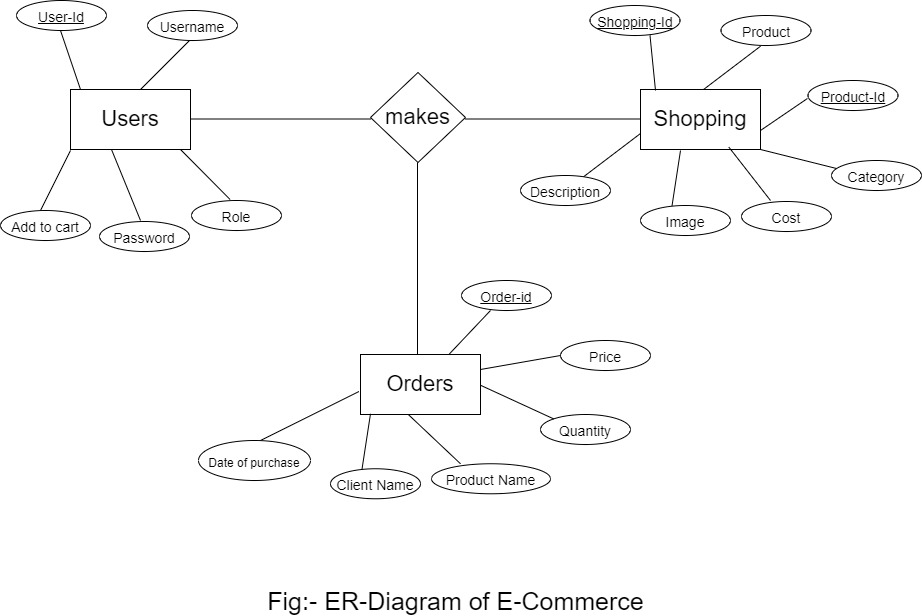 User-Id
Username
Shopping-Id
Product
Product-Id
Users
makes
Shopping
Category
Description
Image
Cost
Add to cart
Password
Role
Order-id
Price
Orders
Quantity
Date of purchase
Client Name
Product Name
Fig:- ER-Diagram of E-Commerce